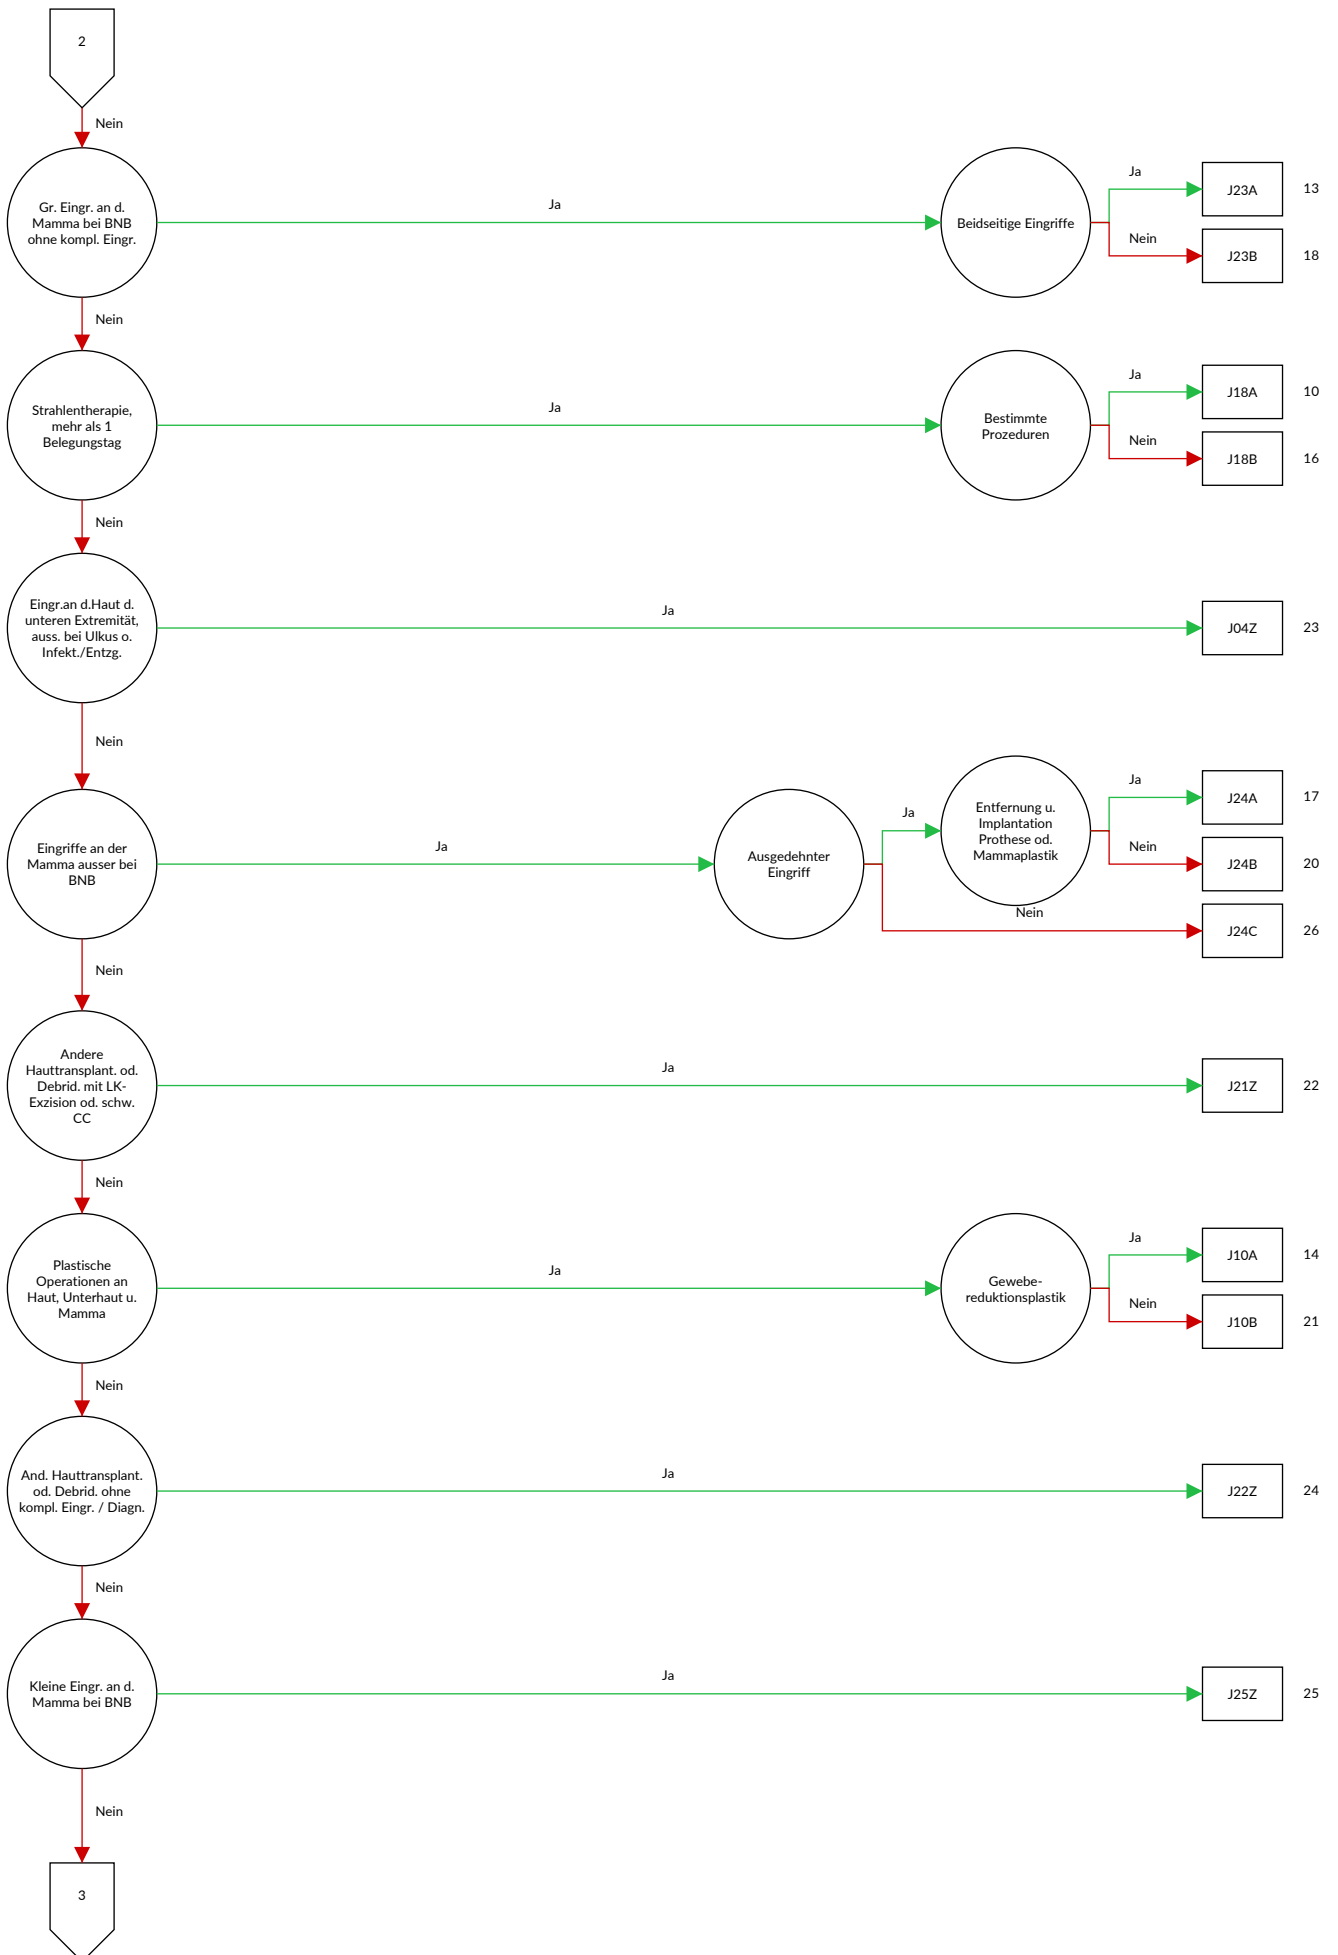 2
Nein
Gr. Eingr. an d.
Mamma bei BNB
ohne kompl. Eingr.
Ja
Beidseitige Eingriffe
Ja
J23A
13
Nein
J23B
18
Nein
Strahlentherapie,
mehr als 1
Belegungstag
Ja
Bestimmte
Prozeduren
Ja
J18A
10
Nein
J18B
16
Nein
Eingr.an d.Haut d.
unteren Extremität,
auss. bei Ulkus o.
Infekt./Entzg.
Ja
J04Z
23
Nein
Eingriffe an der
Mamma ausser bei
BNB
Ja
Ausgedehnter
Eingriff
Ja
Entfernung u.
Implantation
Prothese od.
Mammaplastik
Ja
J24A
17
Nein
J24B
20
Nein
J24C
26
Nein
Andere
Hauttransplant. od.
Debrid. mit LK-
Exzision od. schw.
CC
Ja
J21Z
22
Nein
Plastische
Operationen an
Haut, Unterhaut u.
Mamma
Ja
Gewebe-
reduktionsplastik
Ja
J10A
14
Nein
J10B
21
Nein
And. Hauttransplant.
od. Debrid. ohne
kompl. Eingr. / Diagn.
Ja
J22Z
24
Nein
Kleine Eingr. an d.
Mamma bei BNB
Ja
J25Z
25
Nein
3